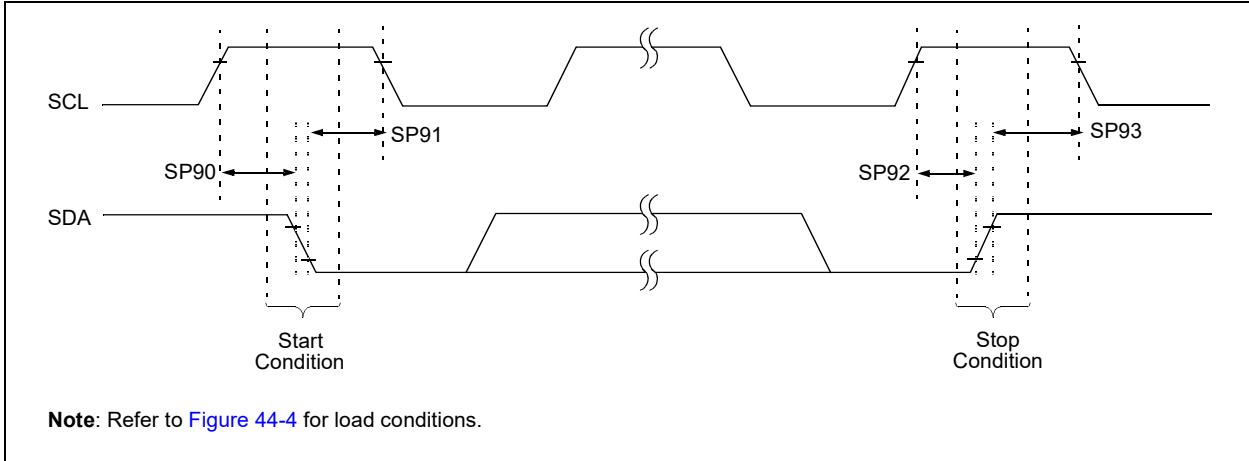 SCL
SP91
SP93
SP90
SP92
SDA
Start
Condition
Stop
Condition
Note: Refer to Figure 44-4 for load conditions.